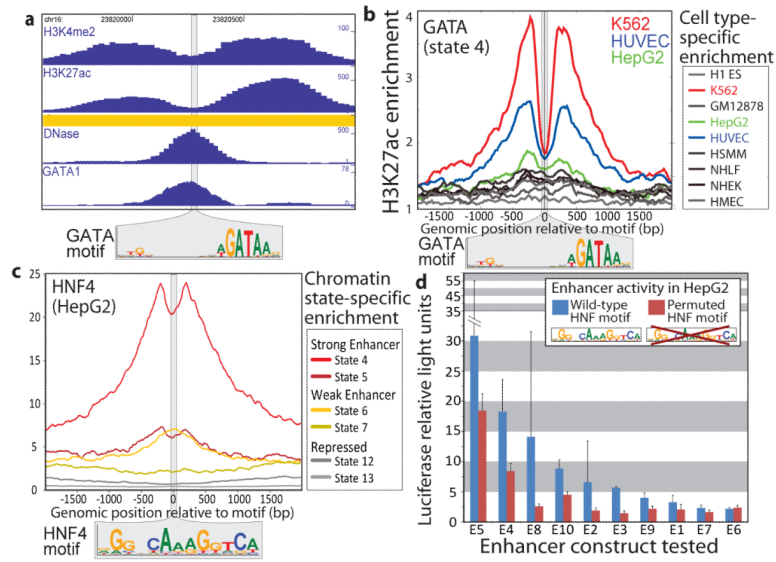 a
chr16:
23820000
23820500
H3K4me2
100
H3K27ac
500
DNase
500
1
GATA1
78
0
GATA
motif
GATAA
b
GATA
(state 4)
K562
HUVEC
HepG2
H3K27ac enrichment
4
3
2
1
-1500 -1000 -500 0 500 1000 1500
Genomic position relative to motif (bp)
GATA
motif
GATAA
Cell type-
specific
enrichment
H1 ES
K562
GM12878
HepG2
HUVEC
HSMM
NHLF
NHEK
HMEC
c
HNF4
(HepG2)
25
20
15
10
5
0
-1500 -1000 -500 0 500 1000 1500
Genomic position relative to motif (bp)
HNF4
motif
GG CAAAGGTCA
Chromatin
state-specific
enrichment
Strong Enhancer
State 4
State 5
Weak Enhancer
State 6
State 7
Repressed
State 12
State 13
d
Enhancer activity in HepG2
Wild-type
HNF motif
Permuted
HNF motif
Luciferase relative light units
55
45
35
30
25
20
15
10
5
0
E5 E4 E8 E10 E2 E3 E9 E1 E7 E6
Enhancer construct tested